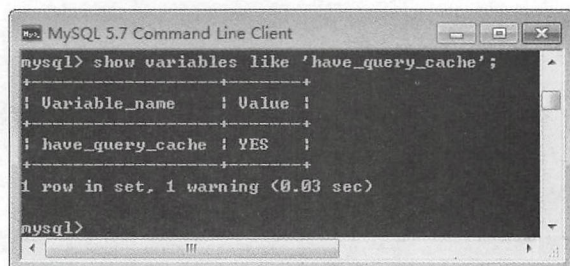 MySQL 5.7 Command Line Client
mysql> show variables like 'have_query_cache';
+------------------+-------+
| Variable_name    | Value |
+------------------+-------+
| have_query_cache | YES   |
+------------------+-------+
1 row in set, 1 warning (0.03 sec)
mysql>